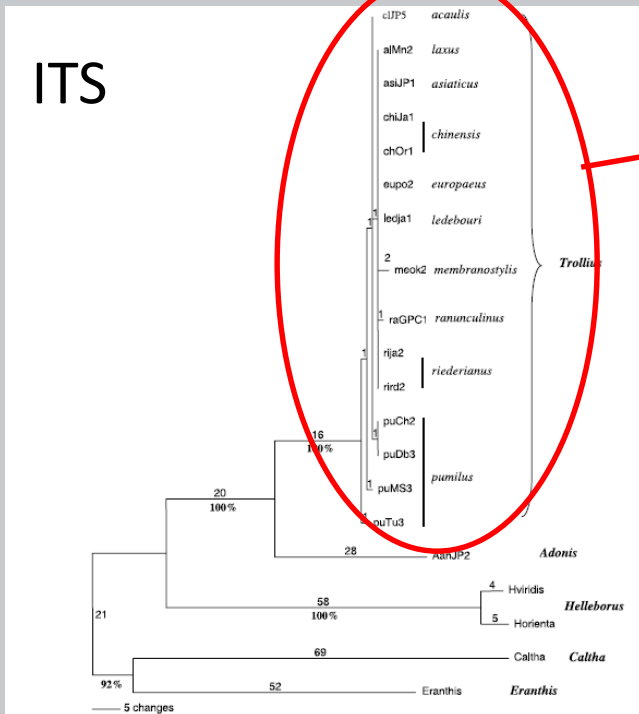 ITS
clJP5 acaulis
alMn2 laxus
asiJP1 asiaticus
chiJa1
chinensis
chOr1
eupo2 europaeus
1
1 ledja1 ledebouri
2
meok2 membranostylis
Trollius
1 raGPC1 ranunculinus
1 rija2
riederianus
rird2
puCh2
16 1
100% puDb3
pumilus
20 1 puMS3
100%
1 puTu3
28 AanJP2 Adonis
4 Hviridis
58 Helleborus
100% 5 Horienta
21
69 Caltha Caltha
92% 52 Eranthis Eranthis
5 changes